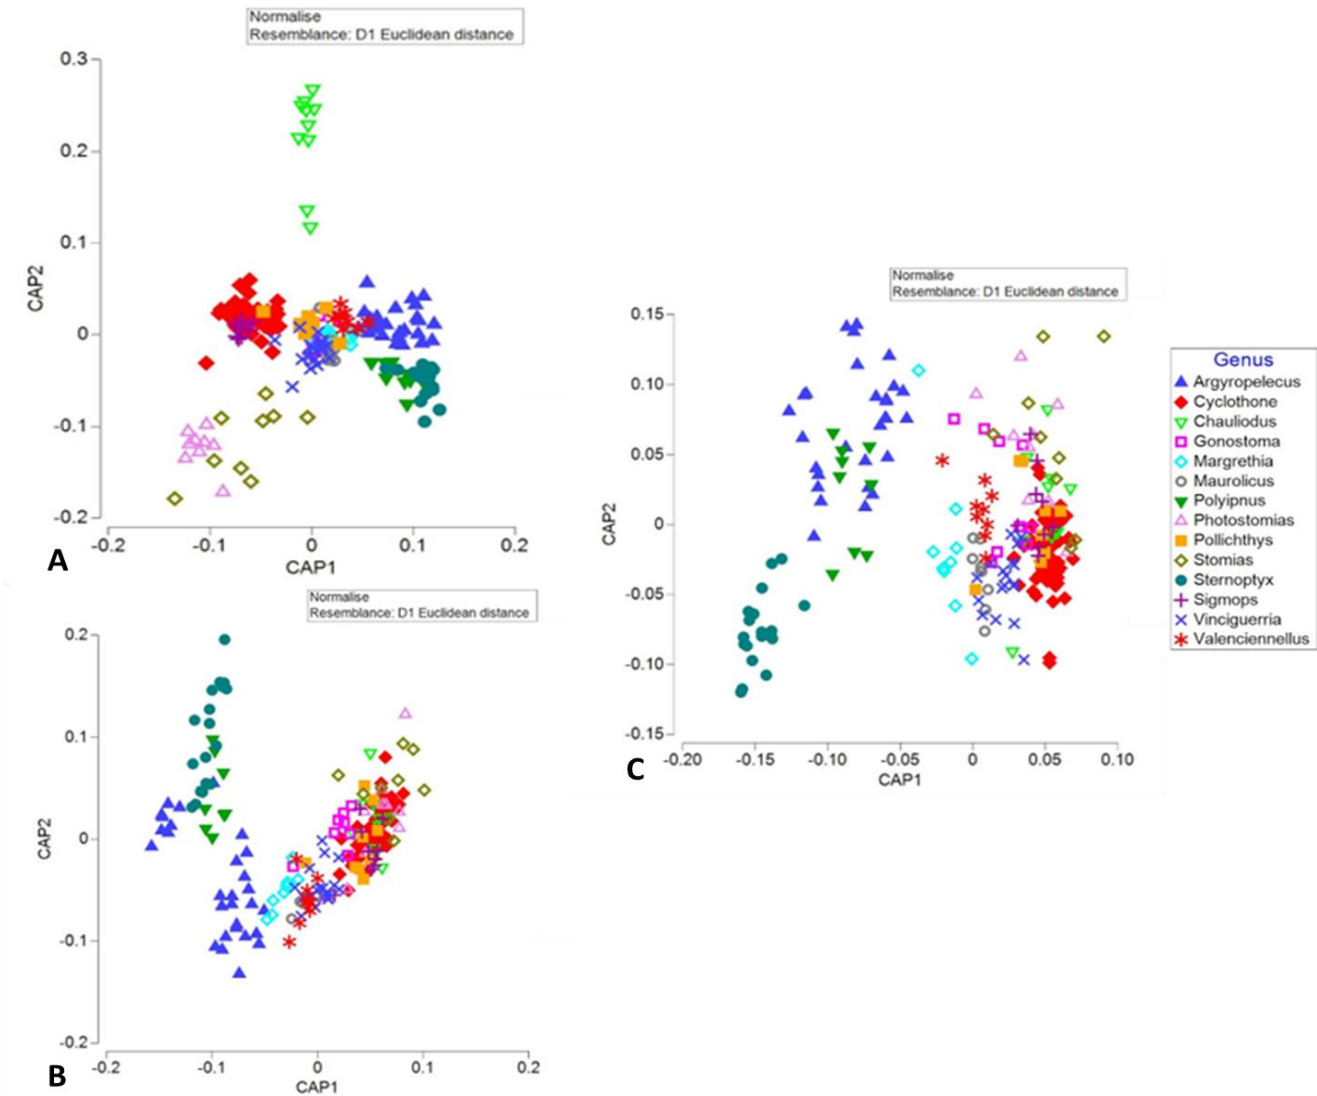 Normalise
Resemblance: D1 Euclidean distance
0.3
0.2
0.1
0
-0.1
-0.2
CAP2
-0.2 -0.1 0 0.1 0.2
CAP1
A
Normalise
Resemblance: D1 Euclidean distance
0.2
0.1
0
-0.1
-0.2
CAP2
-0.2 -0.1 0 0.1 0.2
CAP1
B
Normalise
Resemblance: D1 Euclidean distance
0.15
0.10
0.05
0
-0.05
-0.10
-0.15
CAP2
-0.20 -0.15 -0.10 -0.05 0 0.05 0.10
CAP1
C
Genus
Argyropelecus
Cyclothone
Chauliodus
Gonostoma
Margrethia
Maurolicus
Polyipnus
Photostomias
Pollichthys
Stomias
Sternoptyx
Sigmops
Vinciguerria
Valenciennellus